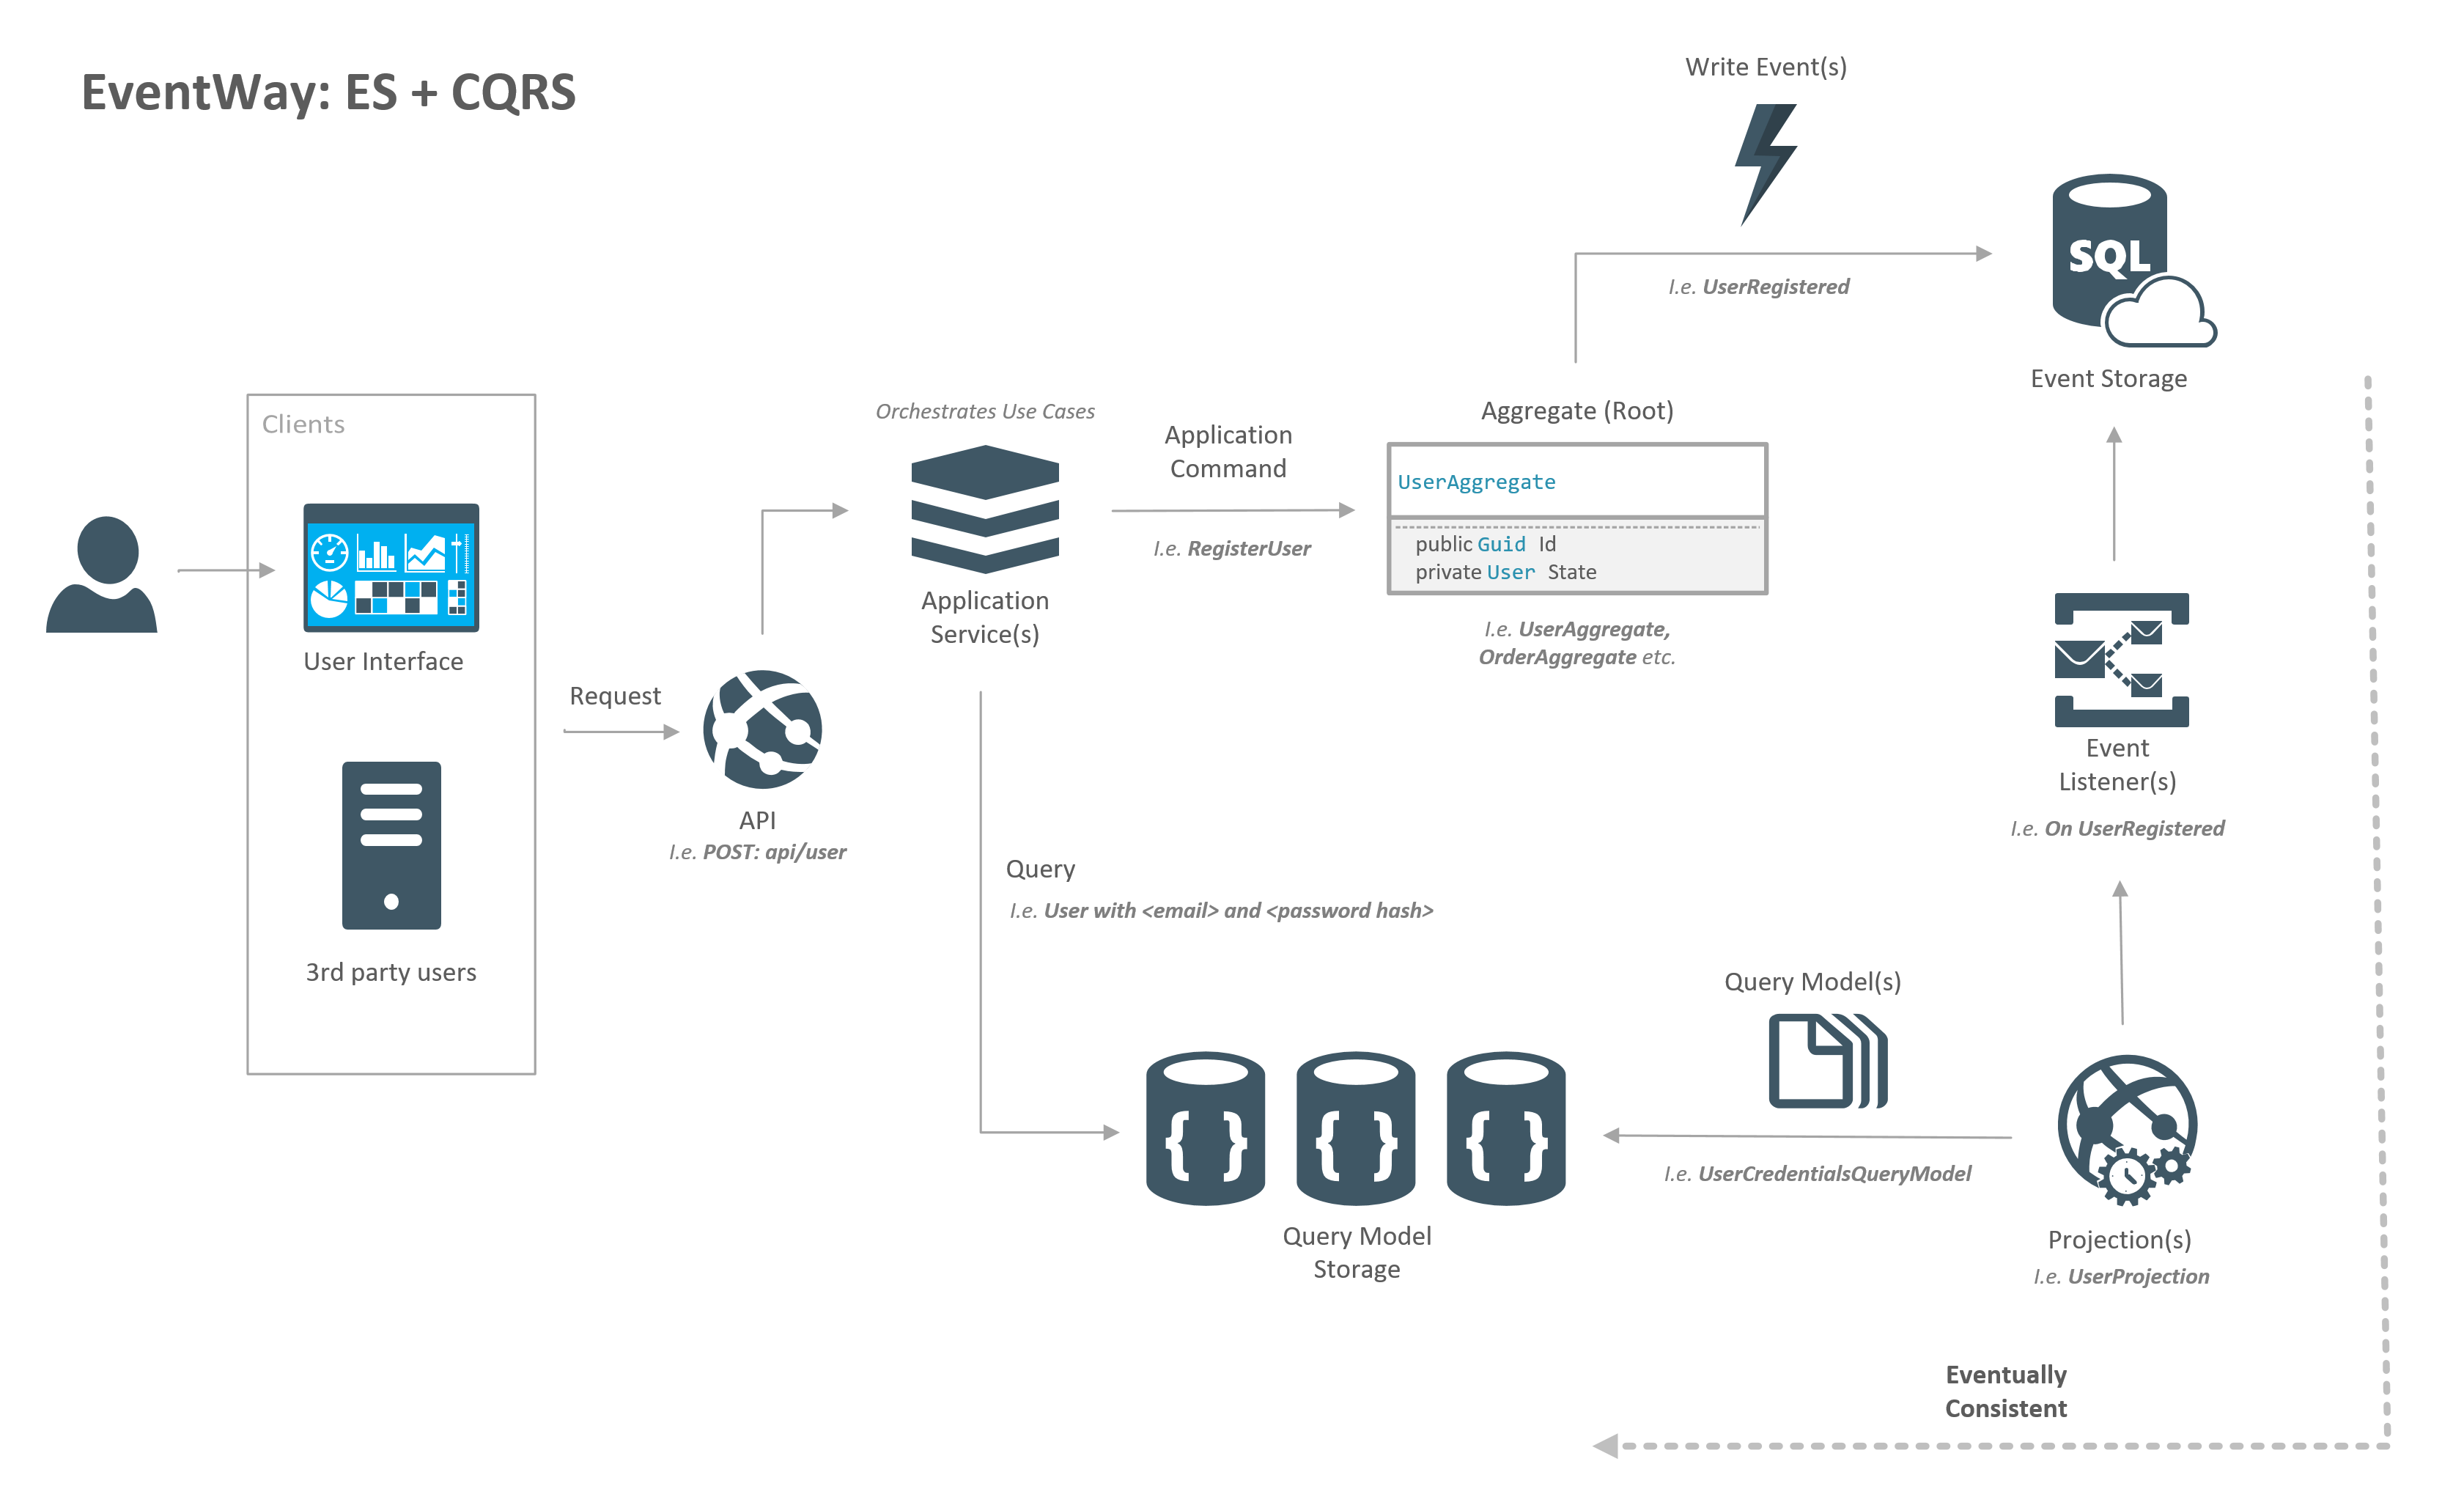 EventWay: ES + CQRS
Write Event(s)
SQL
I.e. UserRegistered
Event Storage
Clients
User Interface
3rd party users
Request
API
I.e. POST: api/user
Orchestrates Use Cases
Application
Service(s)
Application
Command
I.e. RegisterUser
Aggregate (Root)
UserAggregate
public Guid Id
private User State
I.e. UserAggregate,
OrderAggregate etc.
Event
Listener(s)
I.e. On UserRegistered
Query
I.e. User with <email> and <password hash>
Query Model(s)
I.e. UserCredentialsQueryModel
{ } { } { }
Query Model
Storage
Projection(s)
I.e. UserProjection
Eventually
Consistent